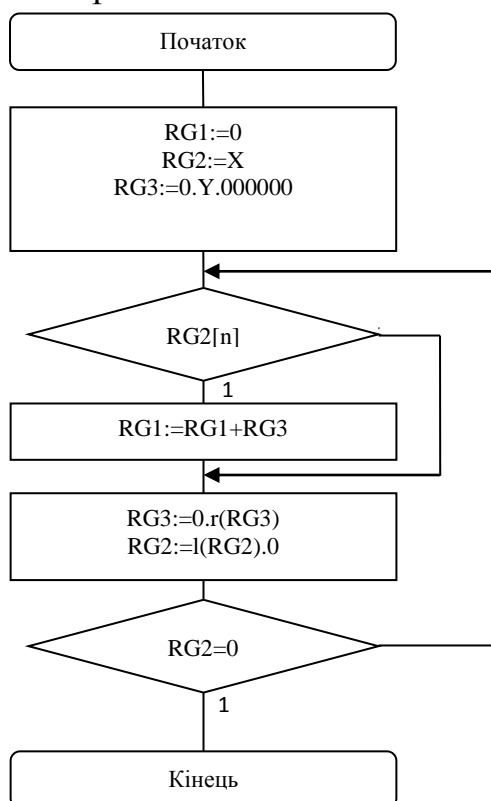 Початок
RG1:=0
RG2:=X
RG3:=0.Y.000000
RG2[n]
1
RG1:=RG1+RG3
RG3:=0.r(RG3)
RG2:=l(RG2).0
RG2=0
1
Кінець